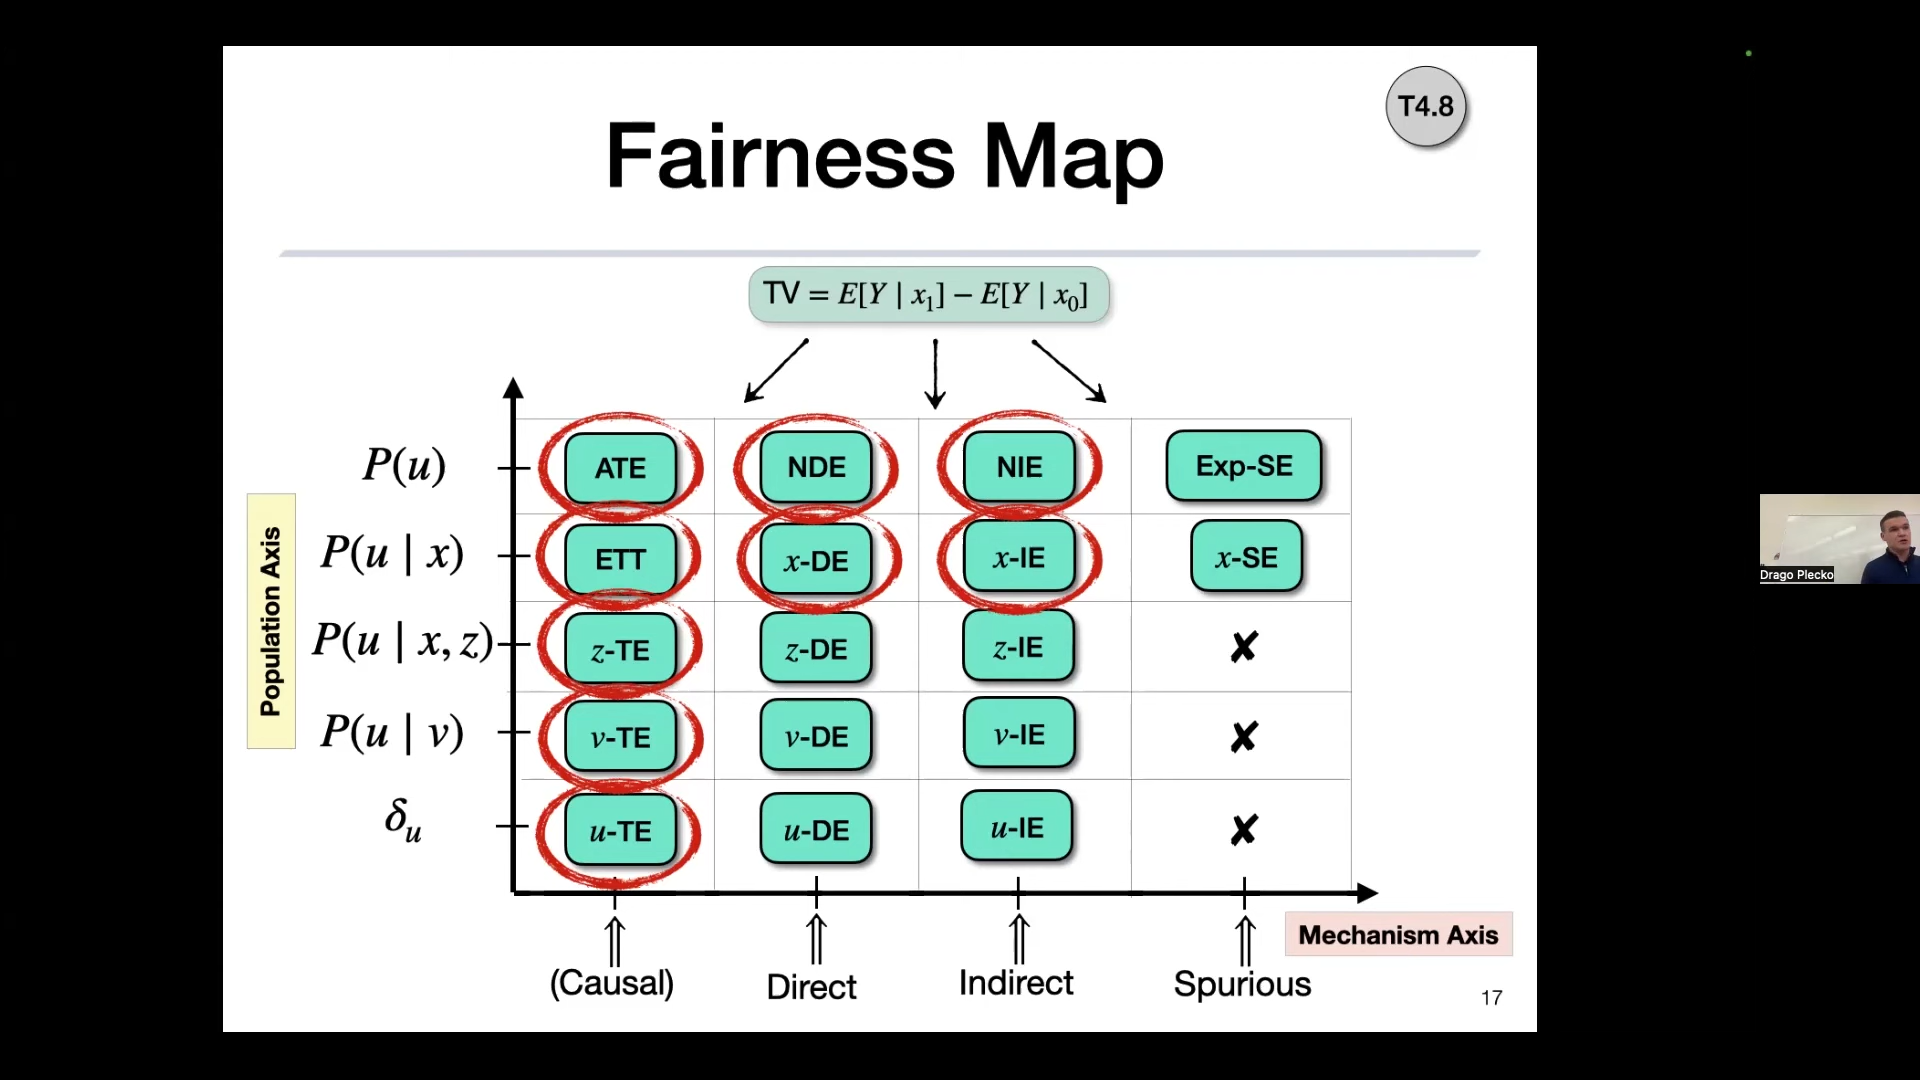 T4.8
Fairness Map
TV = E[Y | x₁] − E[Y | x₀]
P(u) ATE NDE NIE Exp-SE
P(u | x) ETT x-DE x-IE x-SE
P(u | x, z) z-TE z-DE z-IE ✘
P(u | v) v-TE v-DE v-IE ✘
δᵤ u-TE u-DE u-IE ✘
Population Axis
Mechanism Axis
(Causal) Direct Indirect Spurious
17
Drago Plecko